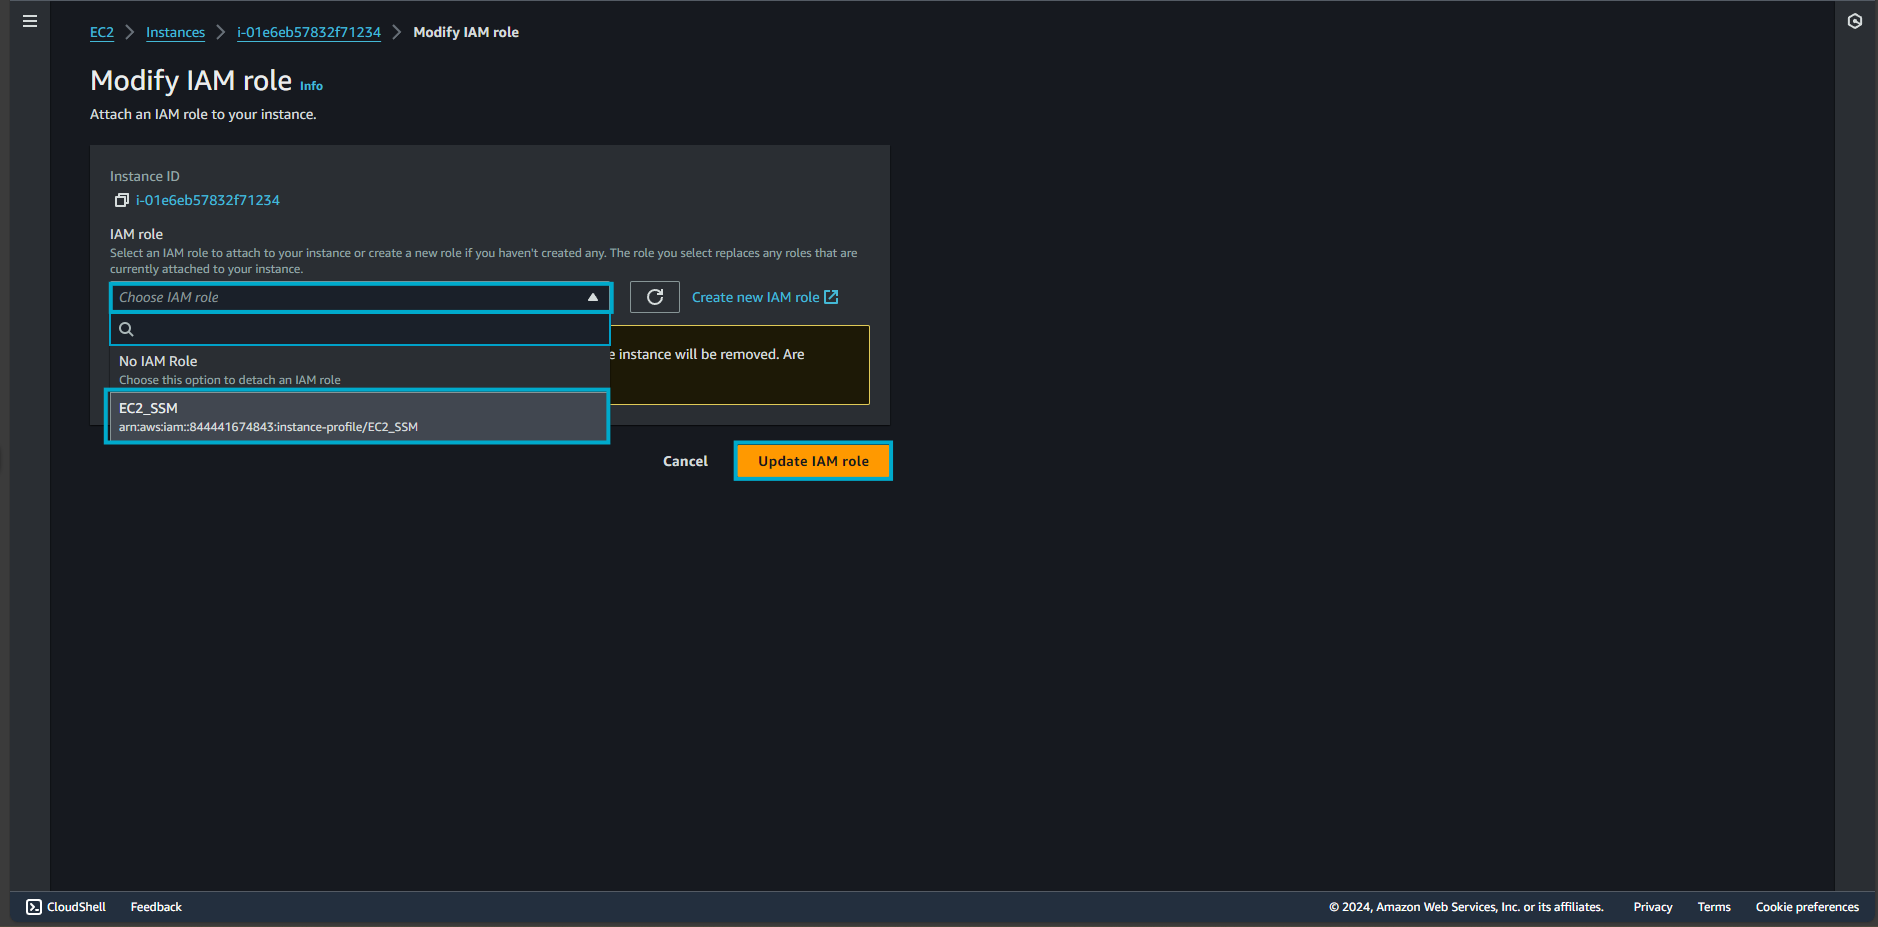 EC2 > Instances > i-01e6eb57832f71234 > Modify IAM role
Modify IAM role Info
Attach an IAM role to your instance.
Instance ID
i-01e6eb57832f71234
IAM role
Select an IAM role to attach to your instance or create a new role if you haven't created any. The role you select replaces any roles that are
currently attached to your instance.
Choose IAM role
Create new IAM role
No IAM Role
Choose this option to detach an IAM role
e instance will be removed. Are
EC2_SSM
arn:aws:iam::844441674843:instance-profile/EC2_SSM
Cancel
Update IAM role
CloudShell Feedback © 2024, Amazon Web Services, Inc. or its affiliates. Privacy Terms Cookie preferences